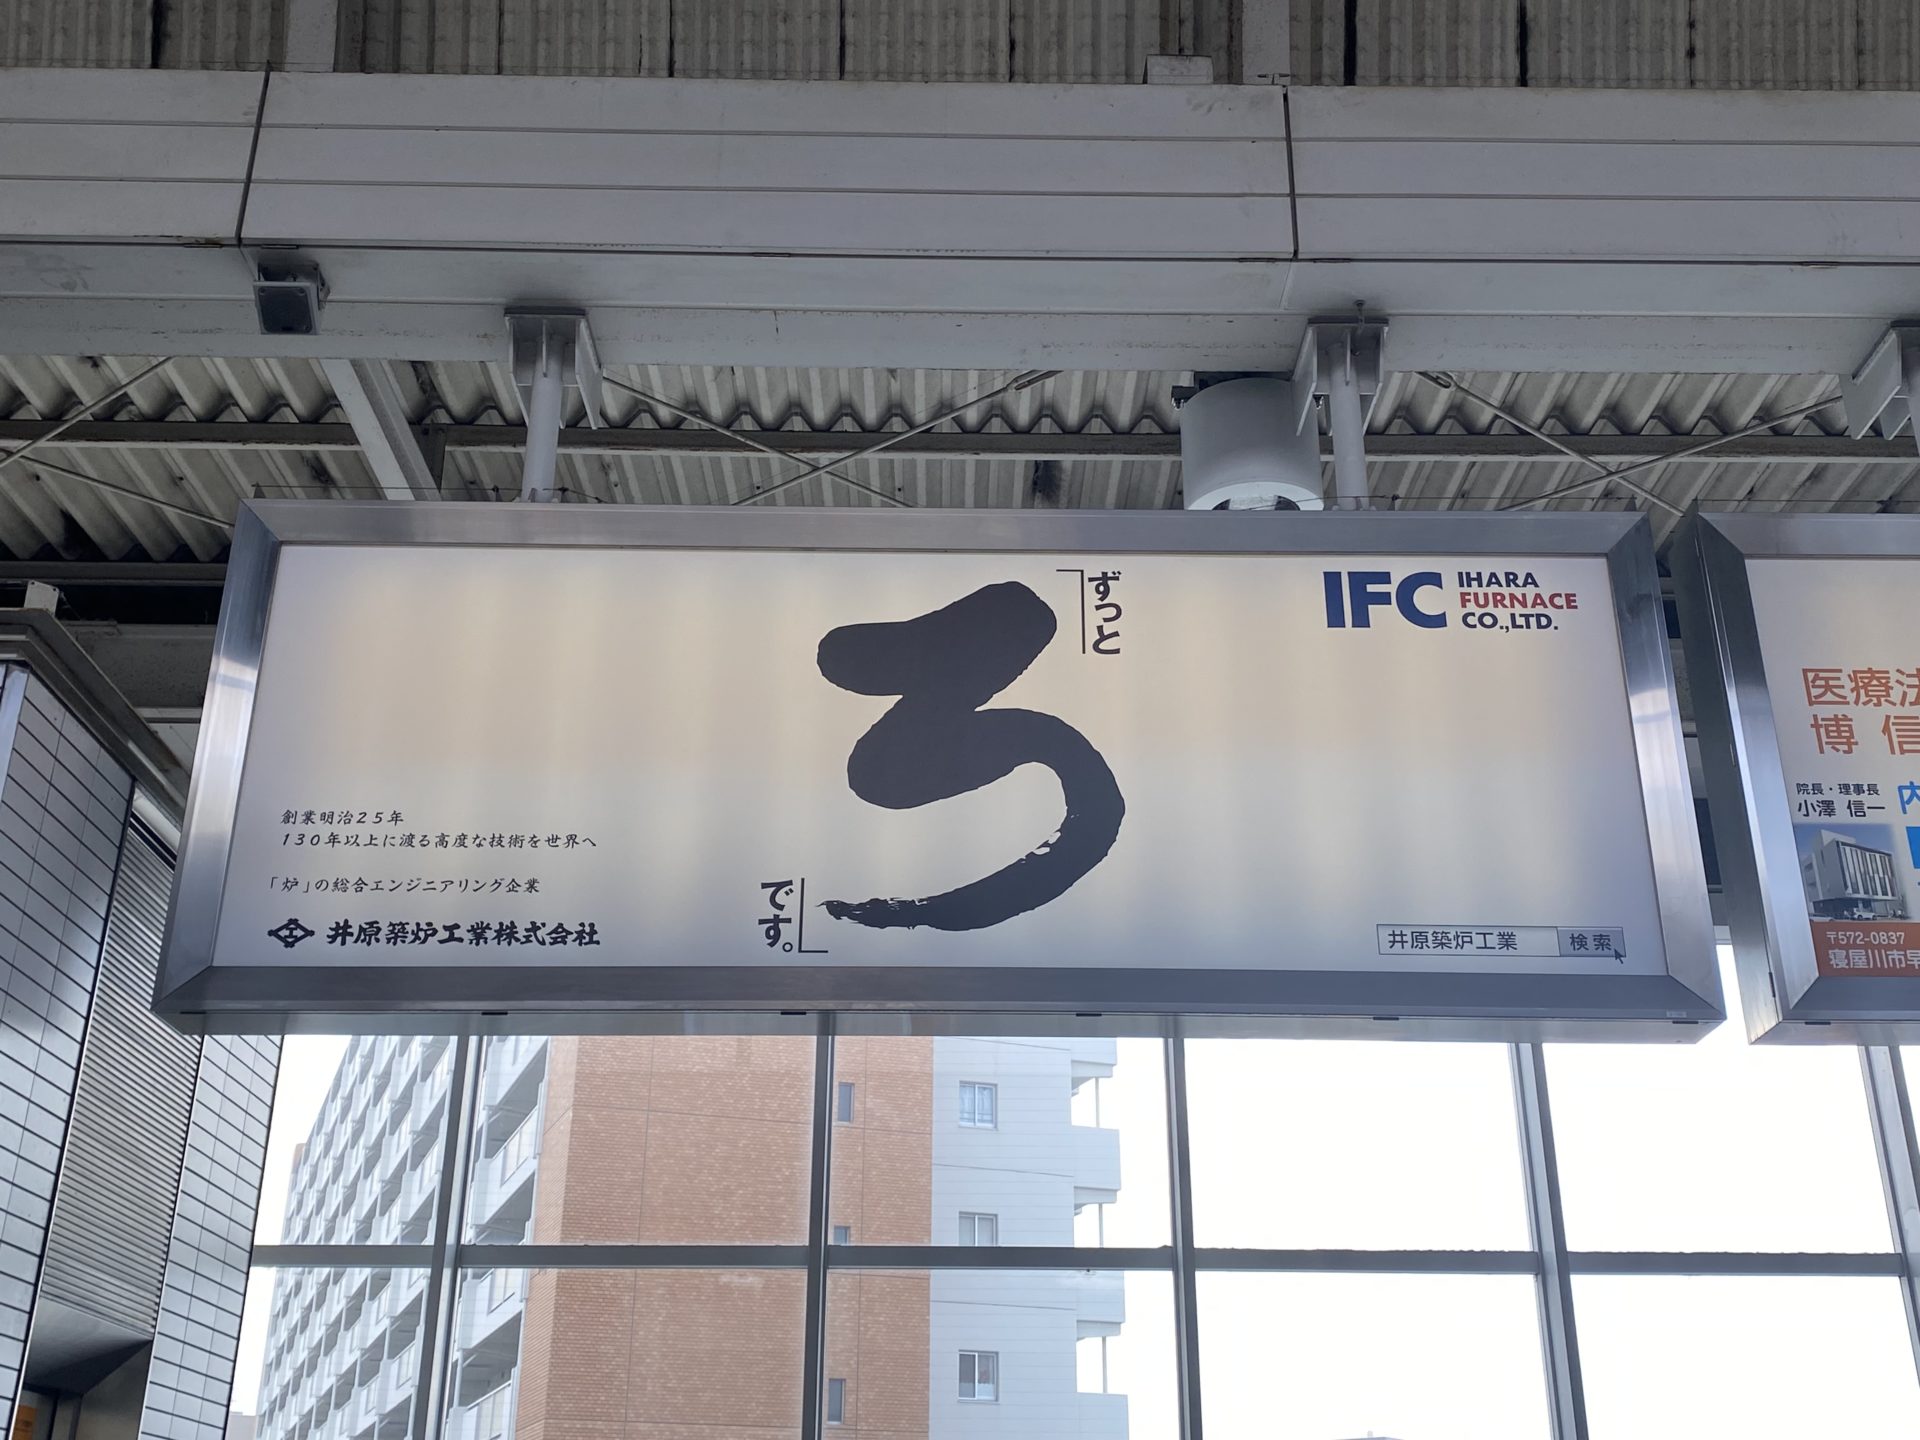 ずっと
ろ
です。
IFC IHARA
FURNACE
CO.,LTD.
創業明治25年
130年以上に渡る高度な技術を世界へ
「炉」の総合エンジニアリング企業
井原築炉工業株式会社
井原築炉工業 検索
医療法
博 信
院長・理事長
小澤 信一
内
〒572-0837
寝屋川市早